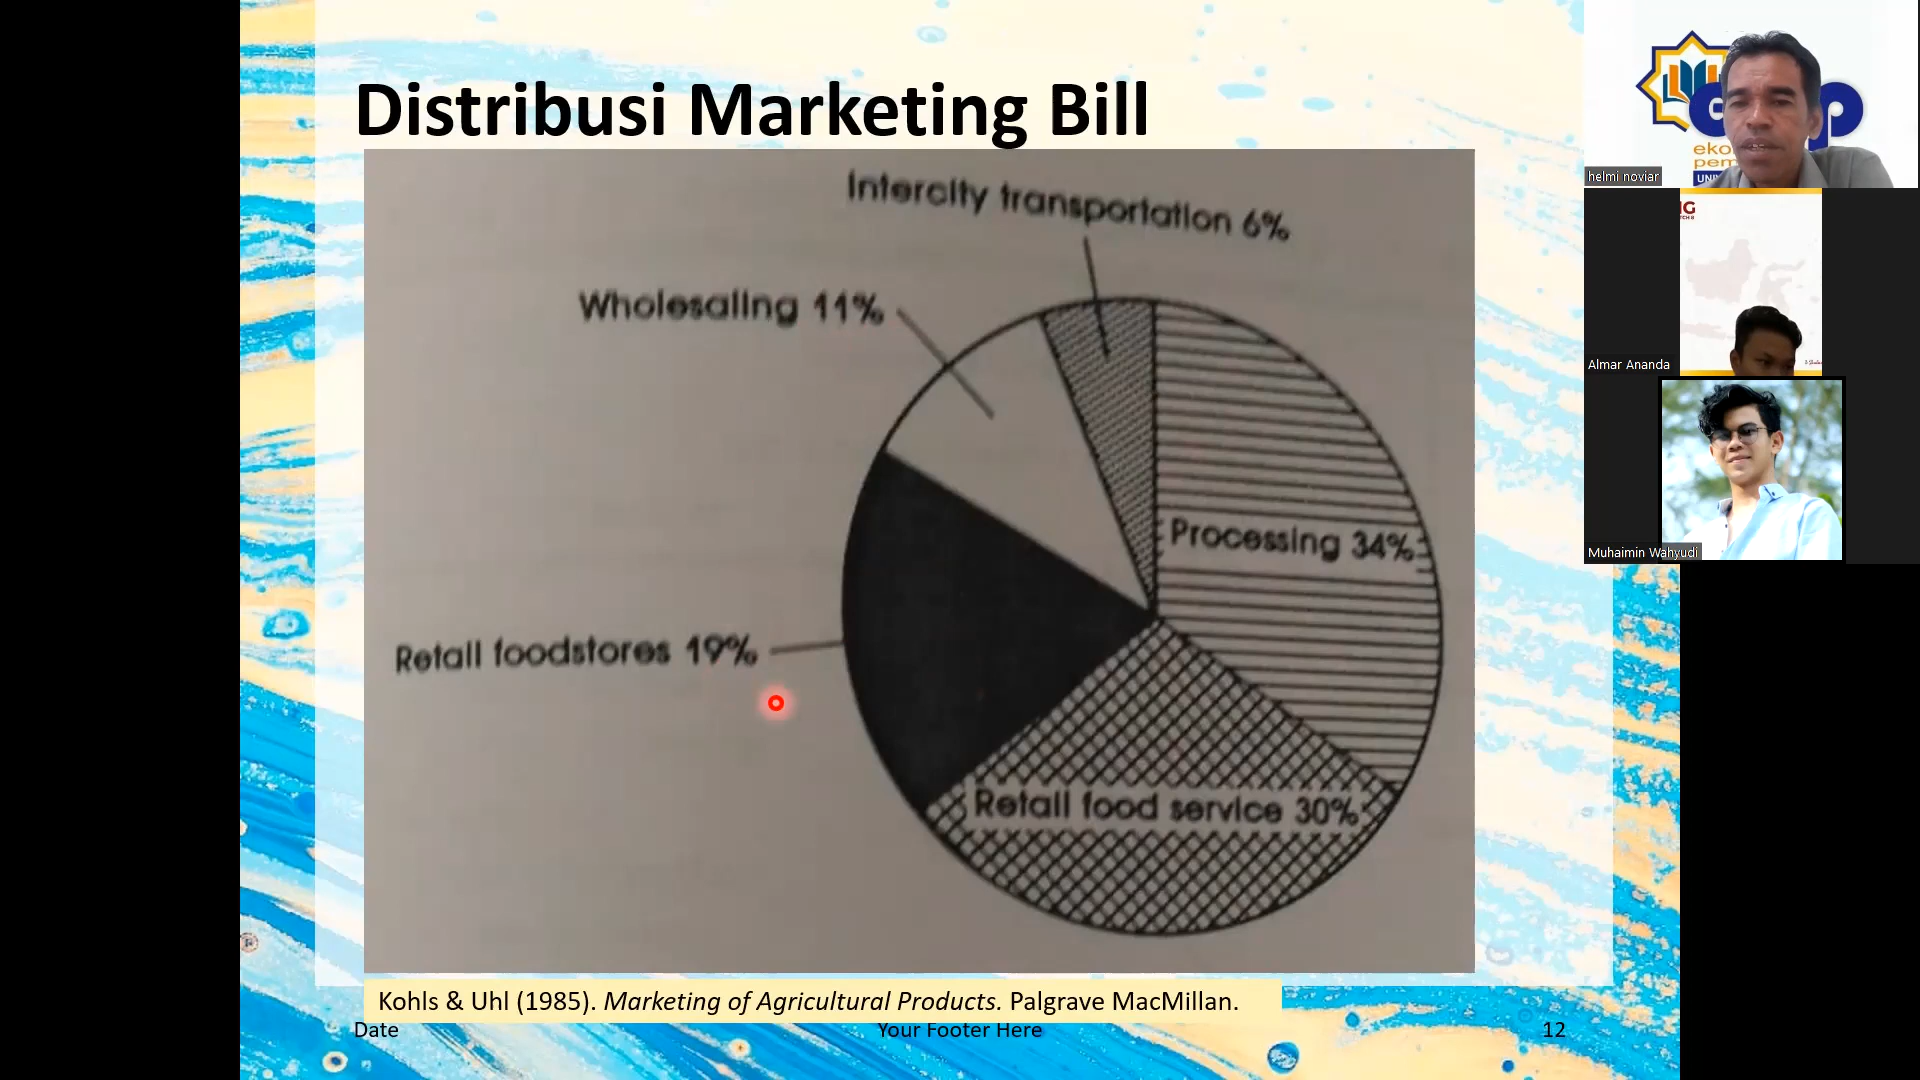 Distribusi Marketing Bill
Intercity transportation 6%
Wholesaling 11%
Processing 34%
Retail foodstores 19%
Retail food service 30%
Kohls & Uhl (1985). Marketing of Agricultural Products. Palgrave MacMillan.
Date
Your Footer Here
12
helmi noviar
Almar Ananda
Muhaimin Wahyudi